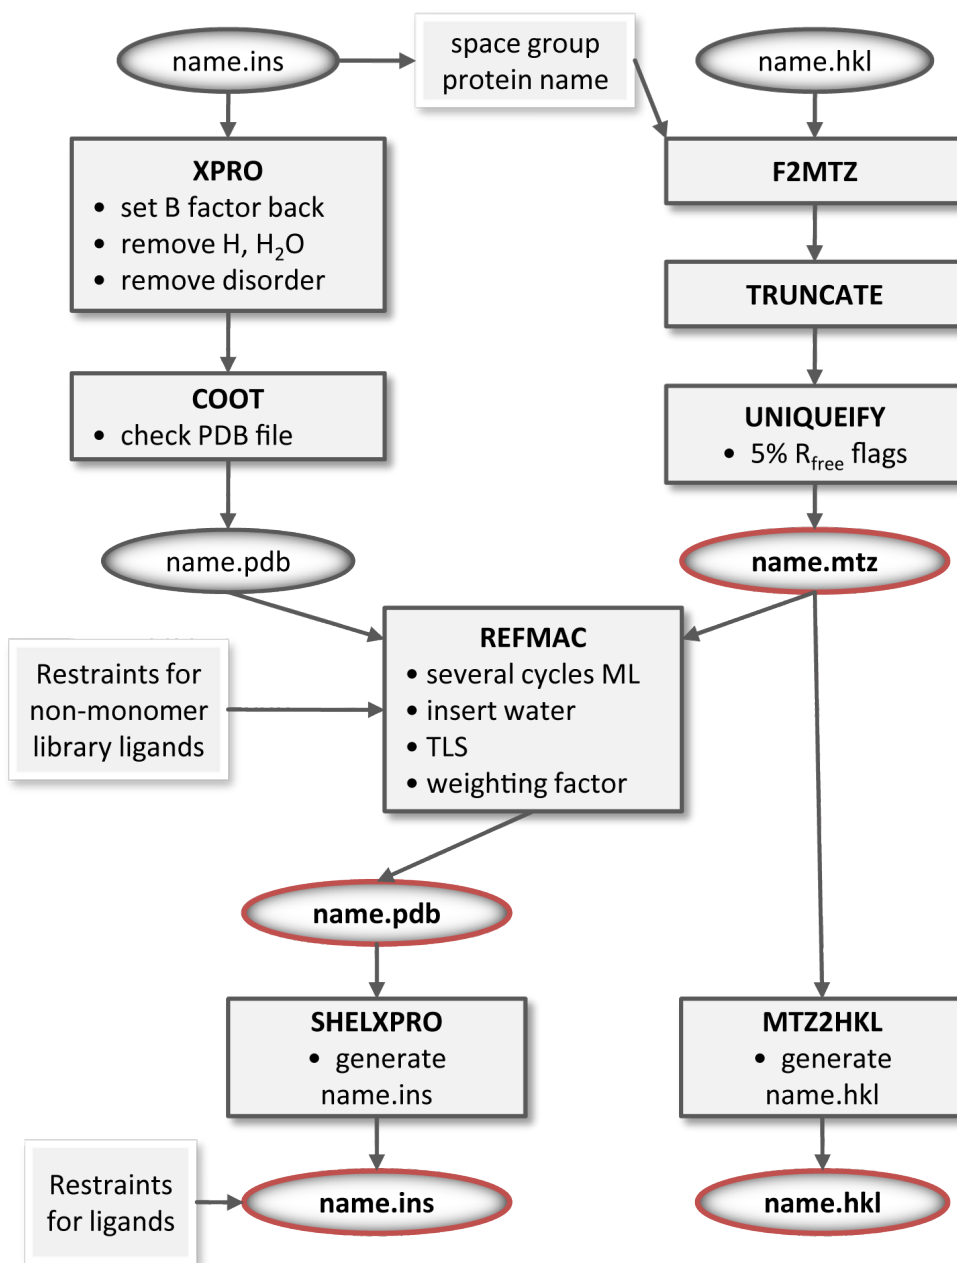 name.ins
space group
protein name
name.hkl
XPRO
• set B factor back
• remove H, H₂O
• remove disorder
F2MTZ
TRUNCATE
COOT
• check PDB file
UNIQUEIFY
• 5% Rfree flags
name.pdb
name.mtz
Restraints for
non-monomer
library ligands
REFMAC
• several cycles ML
• insert water
• TLS
• weighting factor
name.pdb
SHELXPRO
• generate
name.ins
MTZ2HKL
• generate
name.hkl
Restraints
for ligands
name.ins
name.hkl